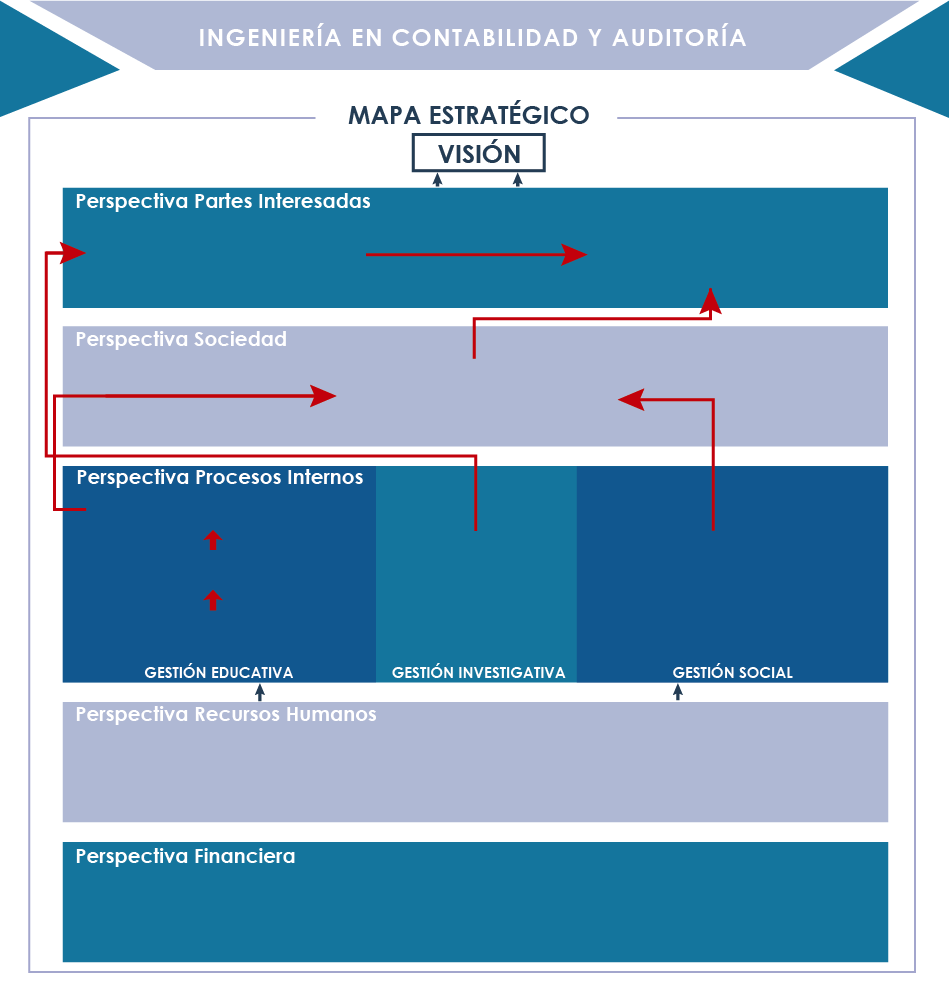 INGENIERÍA EN CONTABILIDAD Y AUDITORÍA
MAPA ESTRATÉGICO
VISIÓN
Perspectiva Partes Interesadas
Perspectiva Sociedad
Perspectiva Procesos Internos
GESTIÓN EDUCATIVA
GESTIÓN INVESTIGATIVA
GESTIÓN SOCIAL
Perspectiva Recursos Humanos
Perspectiva Financiera